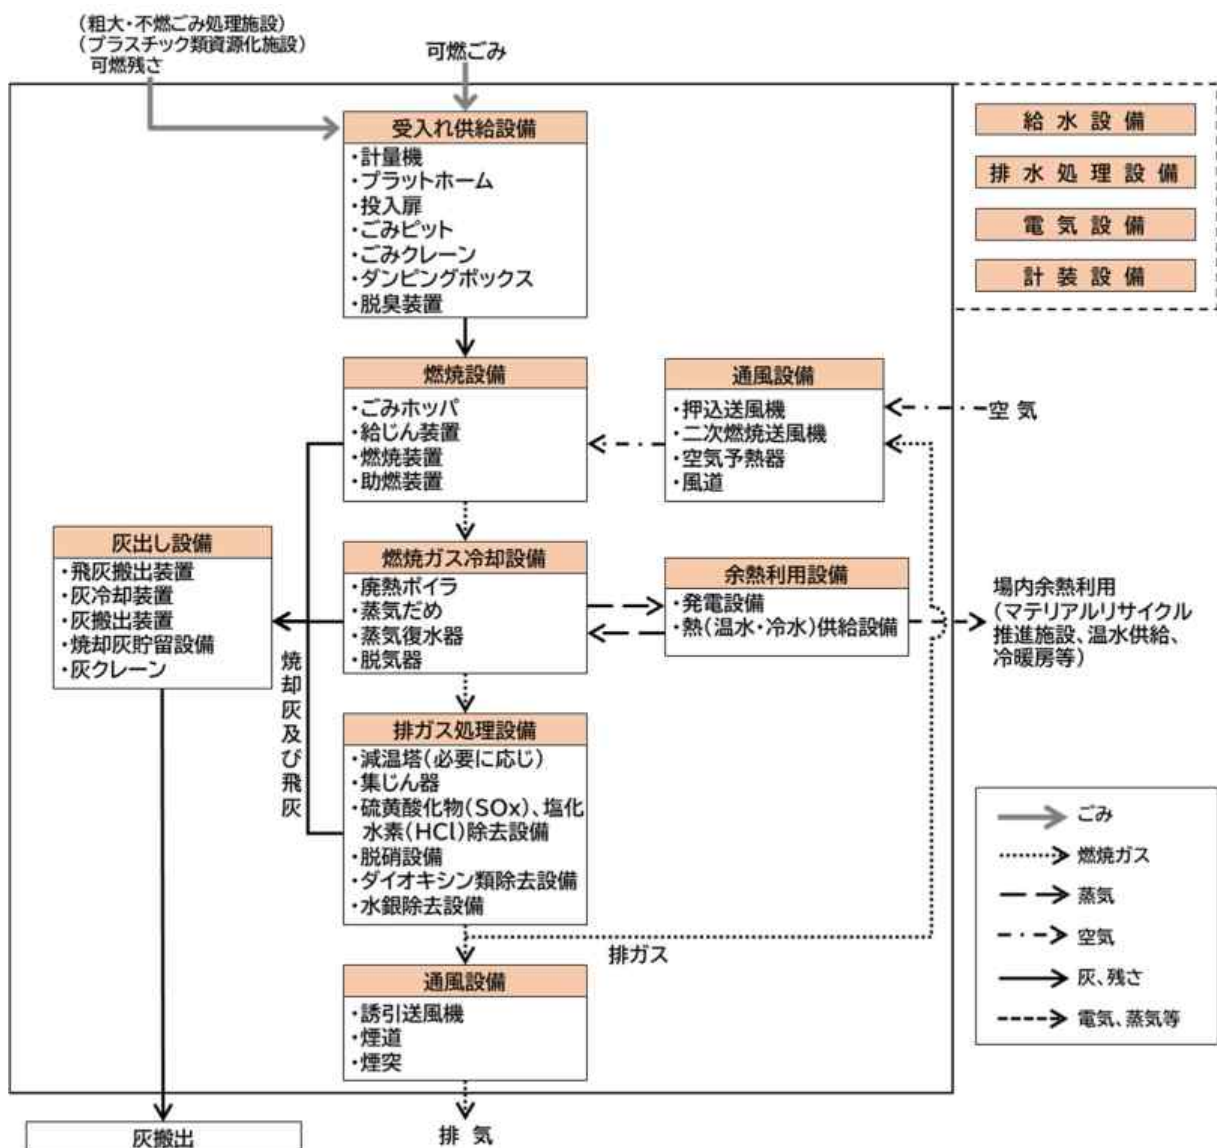 (粗大・不燃ごみ処理施設)
(プラスチック類資源化施設)
可燃残さ
可燃ごみ
受入れ供給設備
・計量機
・プラットホーム
・投入扉
・ごみピット
・ごみクレーン
・ダンピングボックス
・脱臭装置
給水設備
排水処理設備
電気設備
計装設備
燃焼設備
・ごみホッパ
・給じん装置
・燃焼装置
・助燃装置
通風設備
・押込送風機
・二次燃焼送風機
・空気予熱器
・風道
空気
灰出し設備
・飛灰搬出装置
・灰冷却装置
・灰搬出装置
・焼却灰貯留設備
・灰クレーン
燃焼ガス冷却設備
・廃熱ボイラ
・蒸気だめ
・蒸気復水器
・脱気器
余熱利用設備
・発電設備
・熱(温水・冷水)供給設備
場内余熱利用
(マテリアルリサイクル
推進施設、温水供給、
冷暖房等)
焼却灰及び飛灰
排ガス処理設備
・減温塔(必要に応じ)
・集じん器
・硫黄酸化物(SOx)、塩化
水素(HCl)除去設備
・脱硝設備
・ダイオキシン類除去設備
・水銀除去設備
排ガス
通風設備
・誘引送風機
・煙道
・煙突
ごみ
燃焼ガス
蒸気
空気
灰、残さ
電気、蒸気等
灰搬出
排気